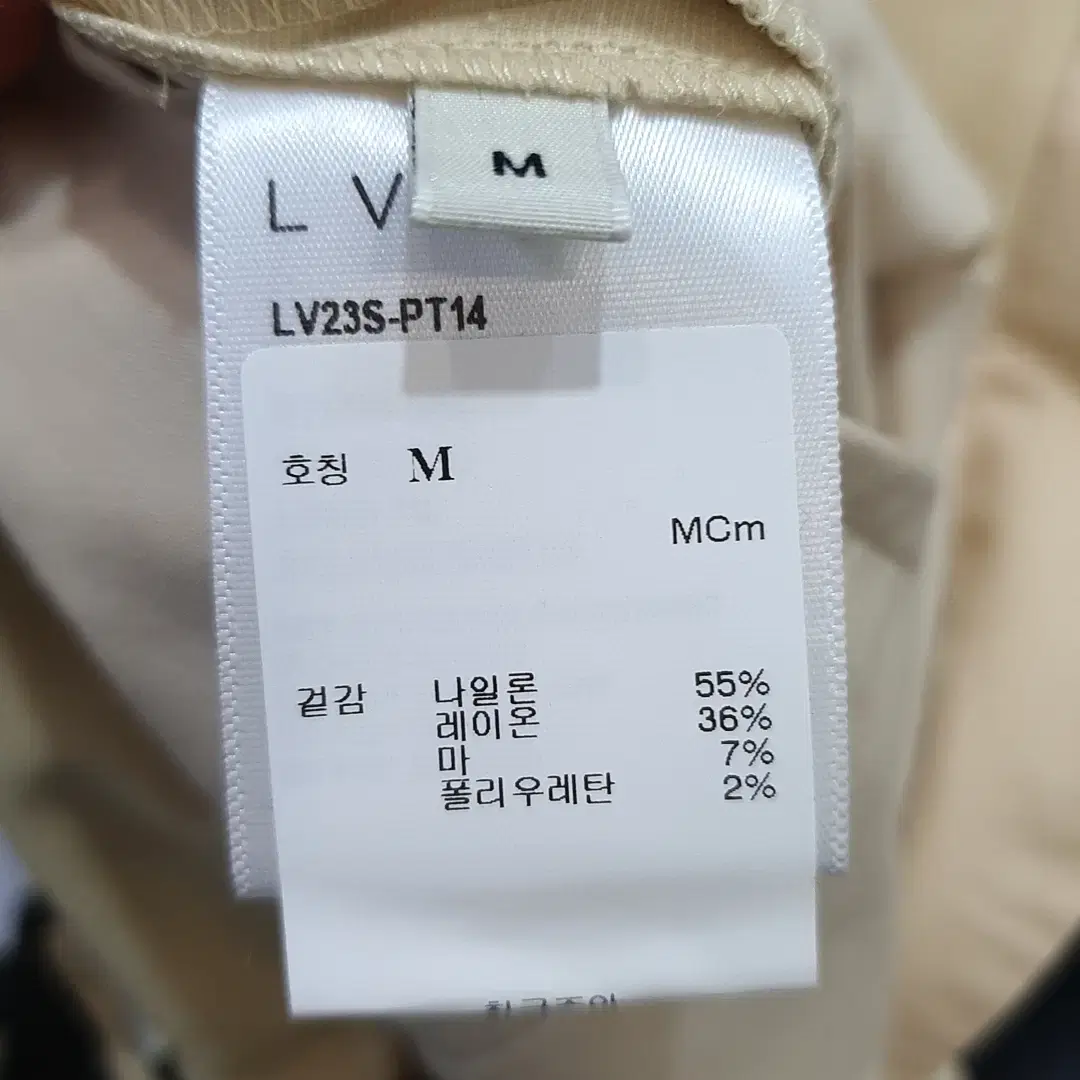 M
L V
LV23S-PT14
호칭 M
MCm
겉감 나일론 55%
레이온 36%
마 7%
폴리우레탄 2%